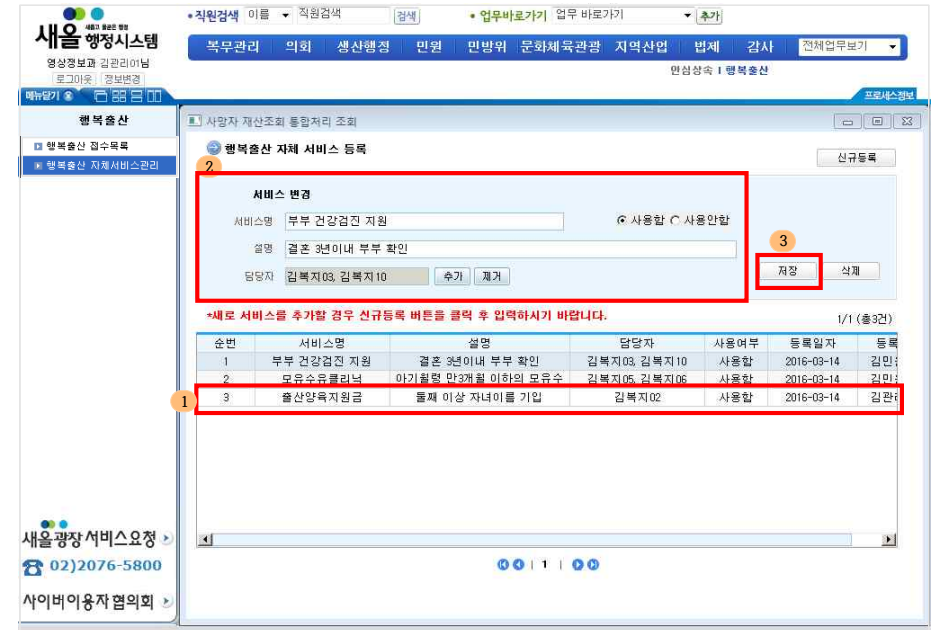 새롭고 올은 행정
새올 행정시스템
영상정보과 김관리01님
로그아웃 정보변경
직원검색 이름 직원검색 검색 업무바로가기 업무 바로가기 추가
복무관리 의회 생산행정 민원 민방위 문화체육관광 지역산업 법제 감사 전체업무보기
안심상속 I 행복출산
메뉴닫기
프로세스정보
행복출산
행복출산 접수목록
행복출산 자체서비스관리
사망자 재산조회 통합처리 조회
행복출산 자체 서비스 등록
신규등록
2
서비스 변경
서비스명 부부 건강검진 지원 사용함 사용안함
설명 결혼 3년이내 부부 확인
담당자 김복지03, 김복지10 추가 제거
3
저장 삭제
*새로 서비스를 추가할 경우 신규등록 버튼을 클릭 후 입력하시기 바랍니다.
1/1 (총3건)
순번 서비스명 설명 담당자 사용여부 등록일자 등록
1 부부 건강검진 지원 결혼 3년이내 부부 확인 김복지03, 김복지10 사용함 2016-03-14
2 모유수유클리닉 아기월령 만3개월 이하의 모유수 김복지05, 김복지06 사용함 2016-03-14
1
3 출산양육지원금 둘째 이상 자녀이름 기입 김복지02 사용함 2016-03-14
1
새올광장 서비스요청
02)2076-5800
사이버이용자 협의회